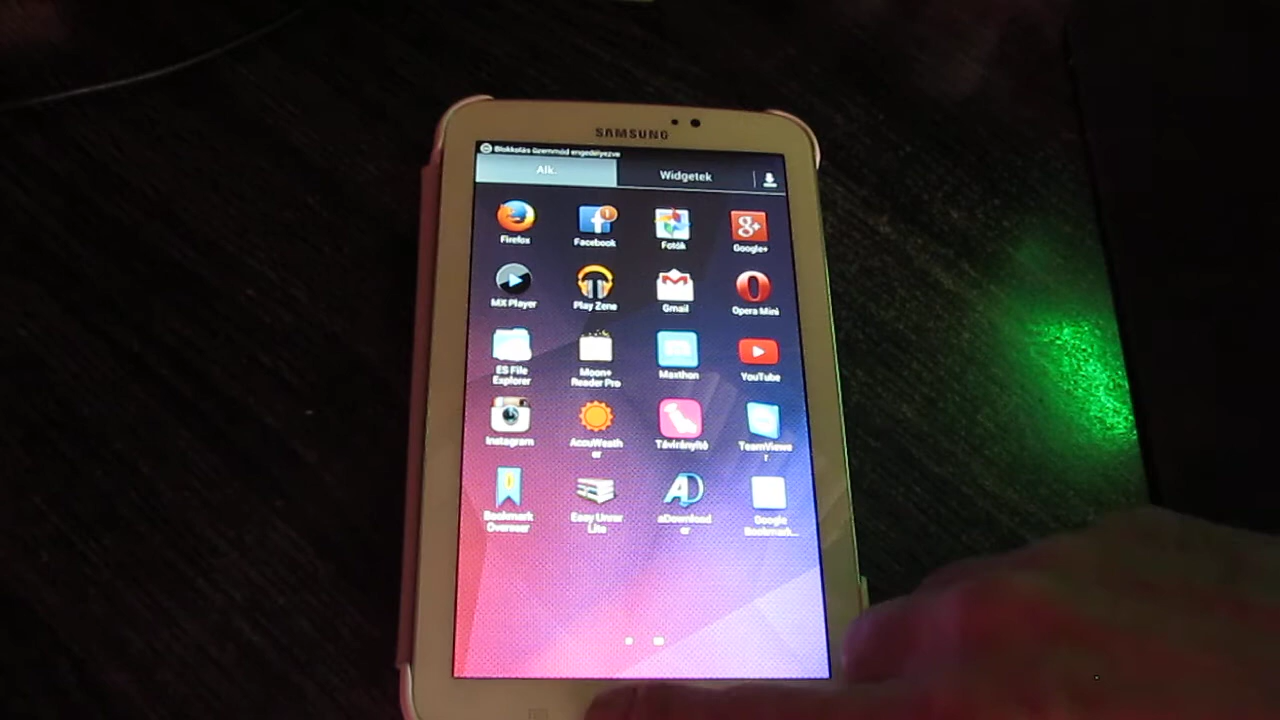 SAMSUNG
Blokkolás üzemmód engedélyezve
Alk.
Widgetek
Firefox
Facebook
1
Fotók
Google+
g+
MX Player
Play Zene
Gmail
Opera Mini
ES File
Explorer
Moon+
Reader Pro
Maxthon
YouTube
Instagram
AccuWeath
er
Távirányító
TeamViewe
r
Bookmark
Overseer
Easy Unrar
Lite
aDownload
er
Google
Bookmark...